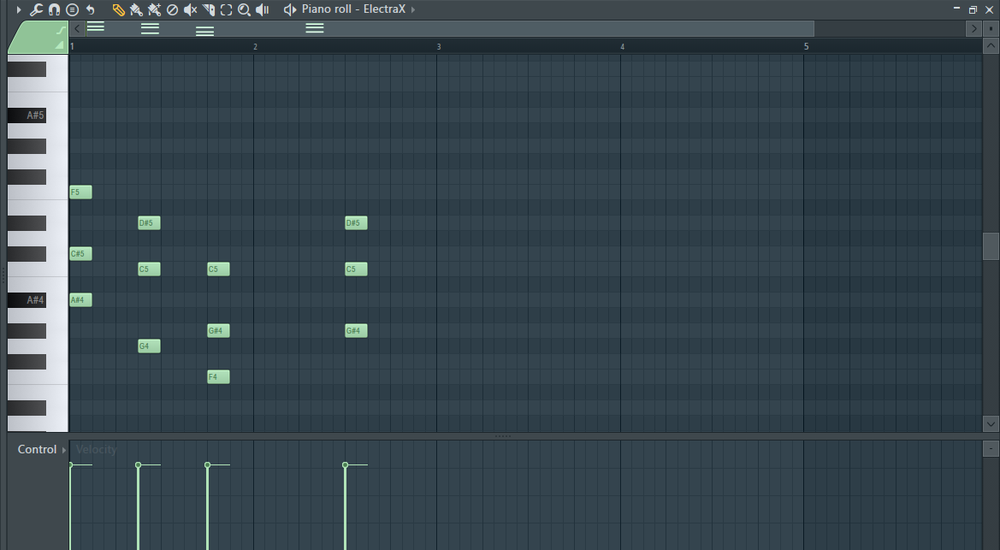 Piano roll - ElectraX
1 2 3 4 5
A#5
F5
D#5 D#5
C#5
C5 C5 C5
A#4 A#4
G#4 G#4
G4
F4
Control Velocity